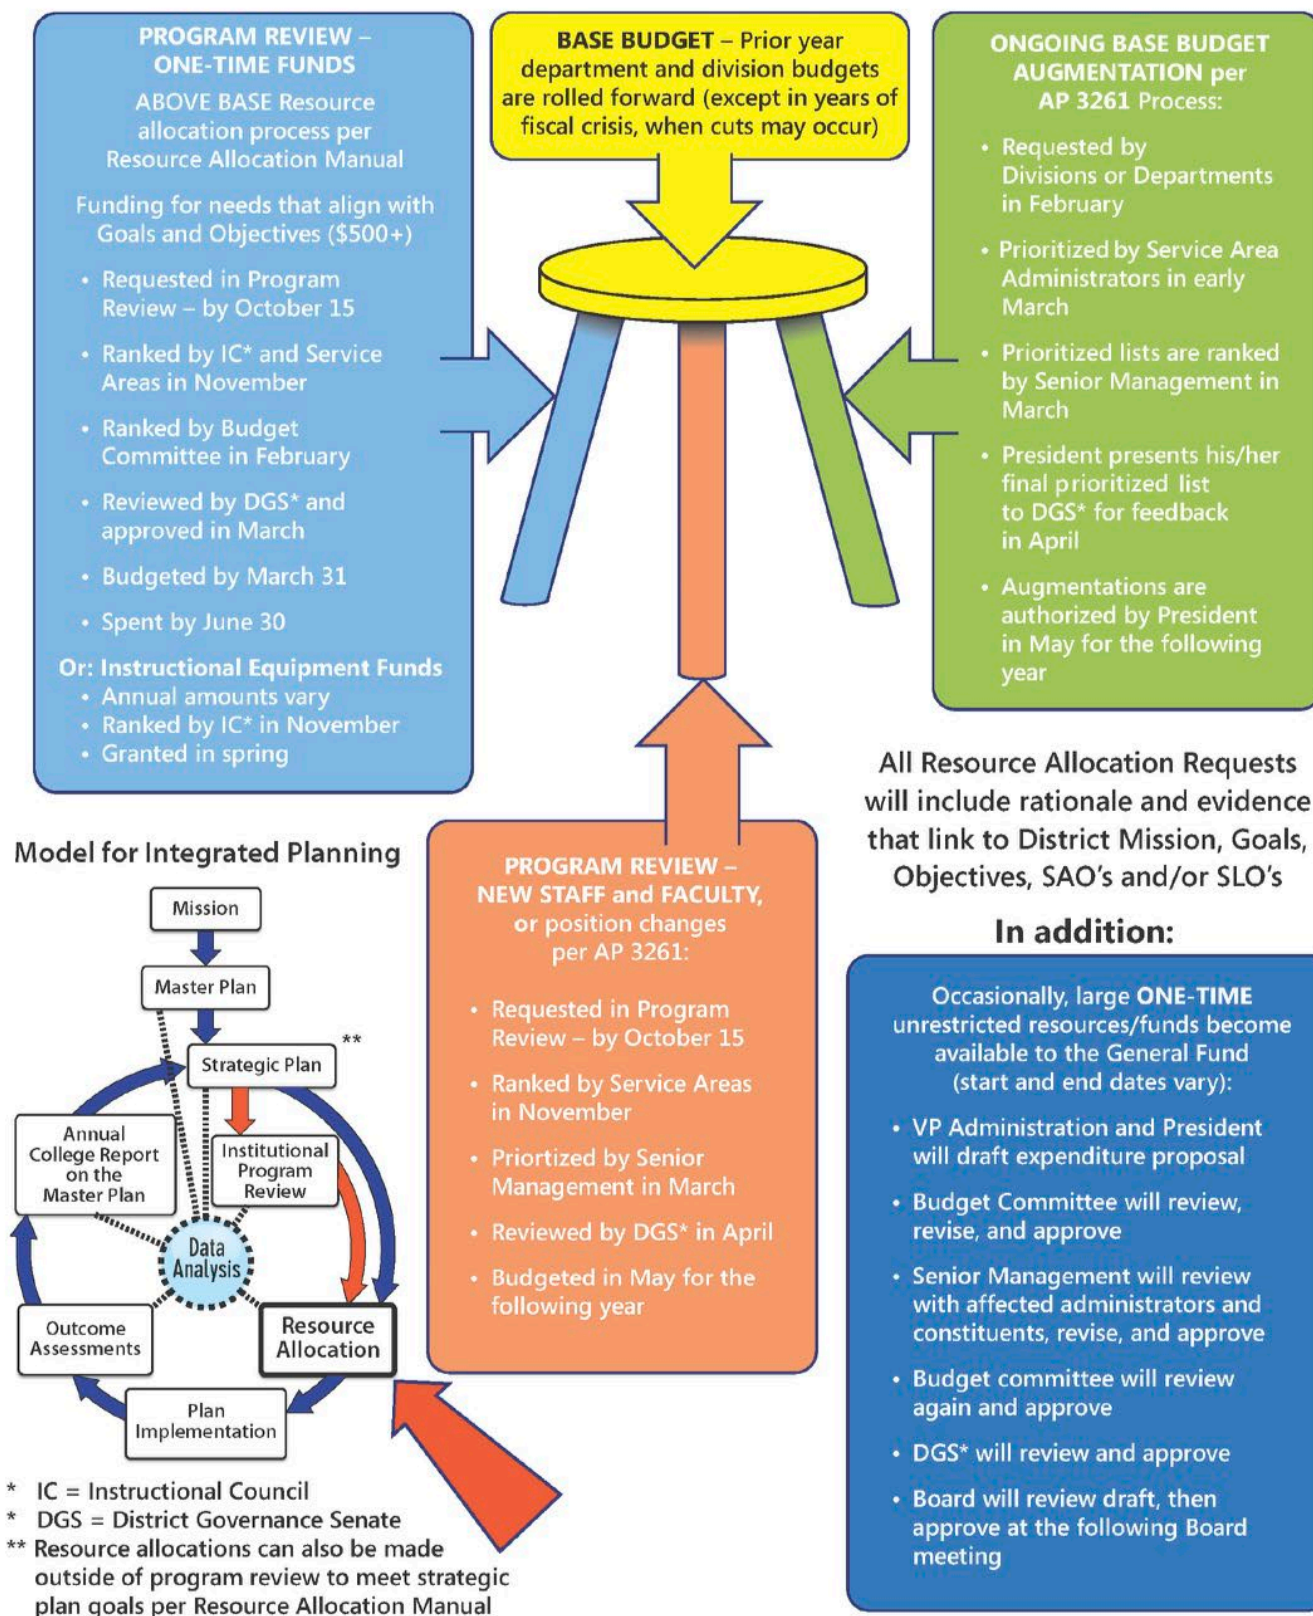 PROGRAM REVIEW –
ONE-TIME FUNDS
ABOVE BASE Resource
allocation process per
Resource Allocation Manual
Funding for needs that align with
Goals and Objectives ($500+)
• Requested in Program
Review – by October 15
• Ranked by IC* and Service
Areas in November
• Ranked by Budget
Committee in February
• Reviewed by DGS* and
approved in March
• Budgeted by March 31
• Spent by June 30
Or: Instructional Equipment Funds
• Annual amounts vary
• Ranked by IC* in November
• Granted in spring
BASE BUDGET – Prior year
department and division budgets
are rolled forward (except in years of
fiscal crisis, when cuts may occur)
ONGOING BASE BUDGET
AUGMENTATION per
AP 3261 Process:
• Requested by
Divisions or Departments
in February
• Prioritized by Service Area
Administrators in early
March
• Prioritized lists are ranked
by Senior Management in
March
• President presents his/her
final prioritized list
to DGS* for feedback
in April
• Augmentations are
authorized by President
in May for the following
year
All Resource Allocation Requests
will include rationale and evidence
that link to District Mission, Goals,
Objectives, SAO's and/or SLO's
PROGRAM REVIEW –
NEW STAFF and FACULTY,
or position changes
per AP 3261:
• Requested in Program
Review – by October 15
• Ranked by Service Areas
in November
• Priortized by Senior
Management in March
• Reviewed by DGS* in April
• Budgeted in May for the
following year
In addition:
Occasionally, large ONE-TIME
unrestricted resources/funds become
available to the General Fund
(start and end dates vary):
• VP Administration and President
will draft expenditure proposal
• Budget Committee will review,
revise, and approve
• Senior Management will review
with affected administrators and
constituents, revise, and approve
• Budget committee will review
again and approve
• DGS* will review and approve
• Board will review draft, then
approve at the following Board
meeting
Model for Integrated Planning
Mission
Master Plan
Strategic Plan
**
Annual
College Report
on the
Master Plan
Institutional
Program
Review
Data
Analysis
Outcome
Assessments
Resource
Allocation
Plan
Implementation
* IC = Instructional Council
* DGS = District Governance Senate
** Resource allocations can also be made
outside of program review to meet strategic
plan goals per Resource Allocation Manual